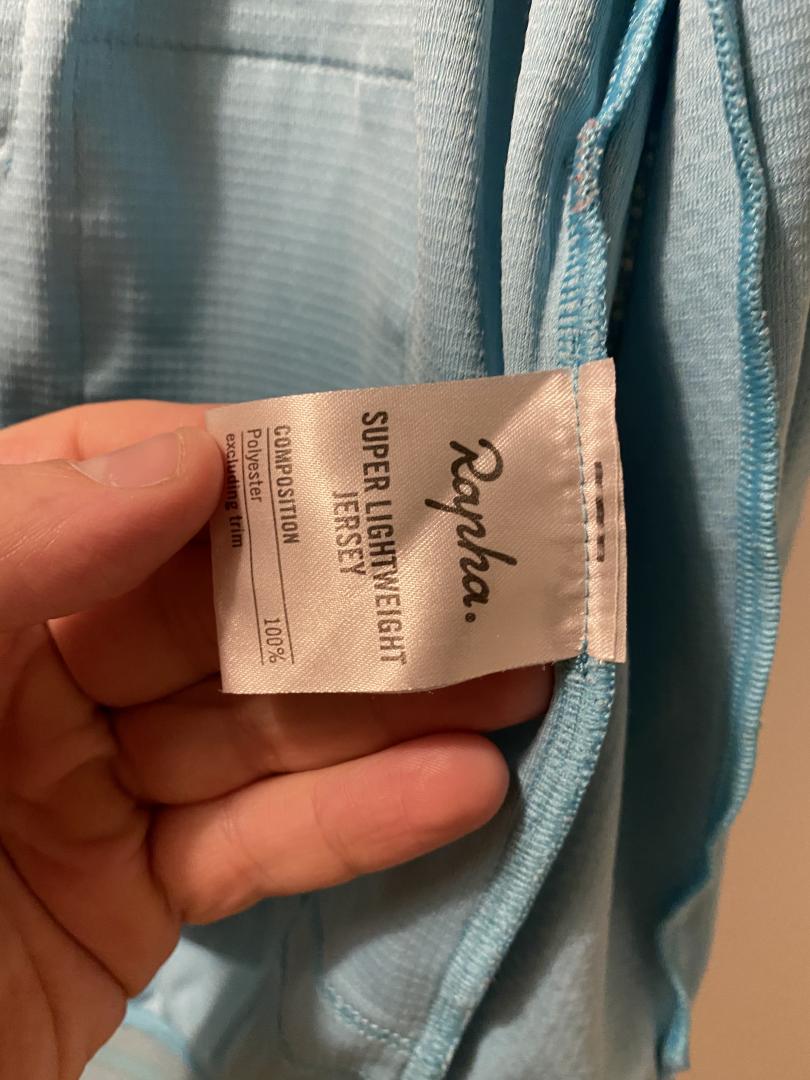 Rapha.
SUPER LIGHTWEIGHT
JERSEY
COMPOSITION
Polyester 100%
excluding trim